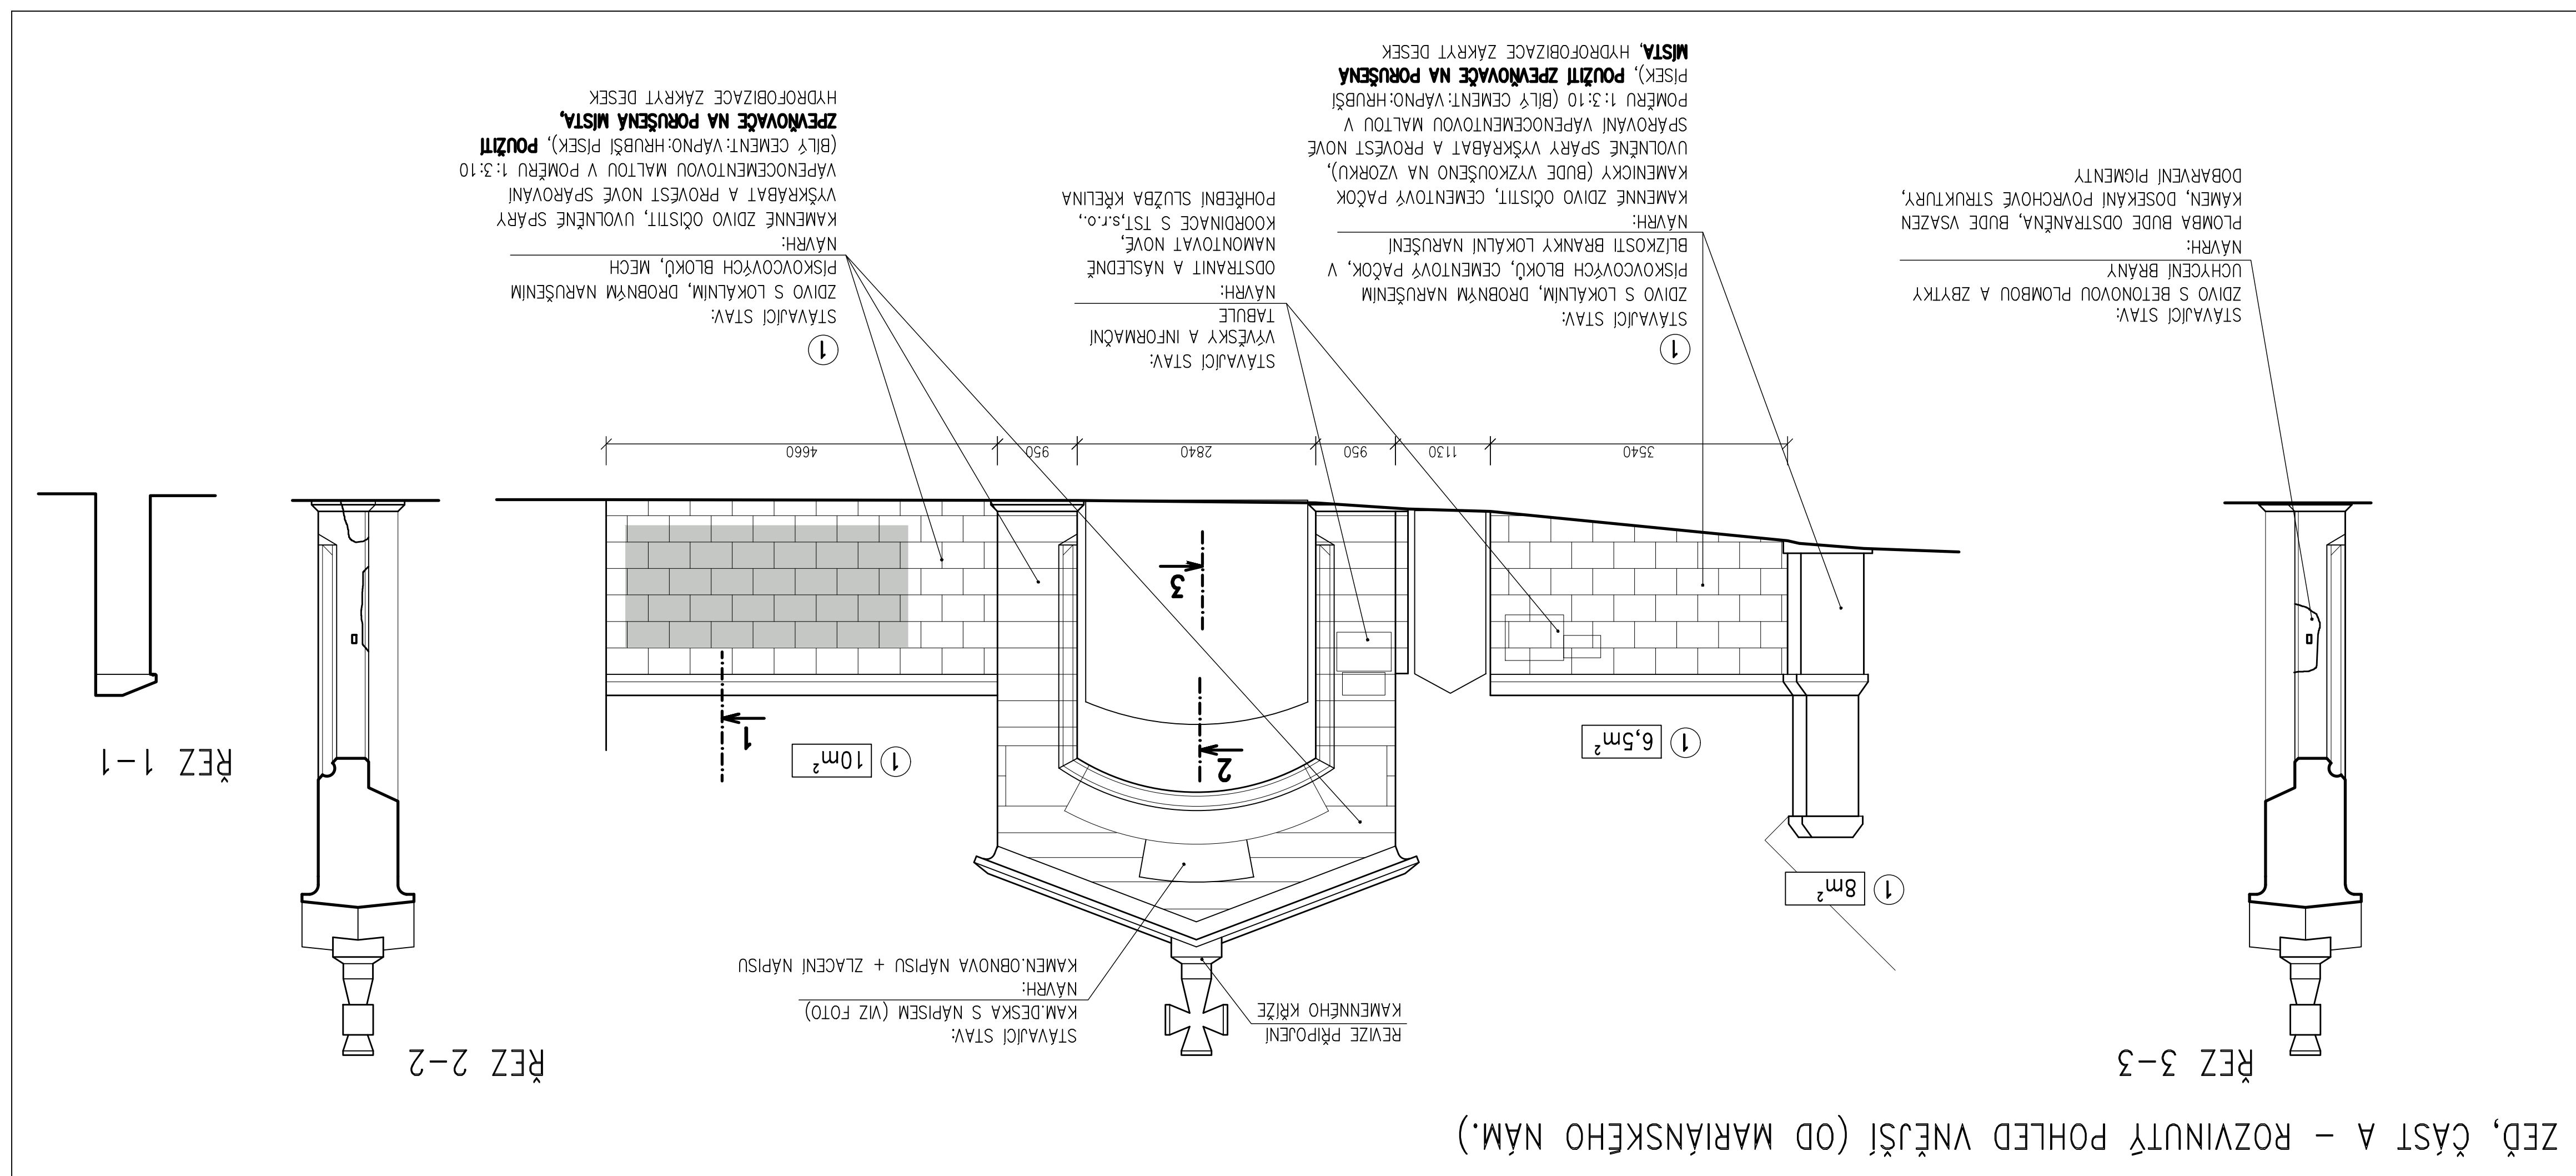 ZEĎ, ČÁST A – ROZVINUTÝ POHLED VNĚJŠÍ (OD MARIÁNSKÉHO NÁM.)
ŘEZ 3-3
ŘEZ 2-2
ŘEZ 1-1
REVIZE PŘIPOJENÍ
KAMENNÉHO KŘÍŽE
STÁVAJÍCÍ STAV:
KAM.DESKA S NÁPISEM (VIZ FOTO)
NÁVRH:
KAMEN.OBNOVA NÁPISU + ZLACENÍ NÁPISU
1 8m²
1 6,5m²
1 10m²
2
1
3
3540
1130
950
2840
950
4660
STÁVAJÍCÍ STAV:
ZDIVO S BETONOVOU PLOMBOU A ZBYTKY
UCHYCENÍ BRÁNY
NÁVRH:
PLOMBA BUDE ODSTRANĚNA, BUDE VSAZEN
KÁMEN, DOSEKÁNÍ POVRCHOVÉ STRUKTURY,
DOBARVENÍ PIGMENTY
1
STÁVAJÍCÍ STAV:
ZDIVO S LOKÁLNÍM, DROBNÝM NARUŠENÍM
PÍSKOVCOVÝCH BLOKŮ, CEMENTOVÝ PAČOK, V
BLÍZKOSTI BRANKY LOKÁLNÍ NARUŠENÍ
NÁVRH:
KAMENNÉ ZDIVO OČISTIT, CEMENTOVÝ PAČOK
KAMENICKY (BUDE VYZKOUŠENO NA VZORKU),
UVOLNĚNÉ SPÁRY VYŠKRÁBAT A PROVÉST NOVÉ
SPÁROVÁNÍ VÁPENOCEMENTOVOU MALTOU V
POMĚRU 1:3:10 (BÍLÝ CEMENT:VÁPNO:HRUBŠÍ
PÍSEK), POUŽITÍ ZPEVŇOVAČE NA PORUŠENÁ
MÍSTA, HYDROFOBIZACE ZÁKRYT DESEK
STÁVAJÍCÍ STAV:
VÝVĚSKY A INFORMAČNÍ
TABULE
NÁVRH:
ODSTRANIT A NÁSLEDNĚ
NAMONTOVAT NOVÉ,
KOORDINACE S TST,s.r.o.,
POHŘEBNÍ SLUŽBA KŘELINA
1
STÁVAJÍCÍ STAV:
ZDIVO S LOKÁLNÍM, DROBNÝM NARUŠENÍM
PÍSKOVCOVÝCH BLOKŮ, MECH
NÁVRH:
KAMENNÉ ZDIVO OČISTIT, UVOLNĚNÉ SPÁRY
VYŠKRÁBAT A PROVÉST NOVÉ SPÁROVÁNÍ
VÁPENOCEMENTOVOU MALTOU V POMĚRU 1:3:10
(BÍLÝ CEMENT:VÁPNO:HRUBŠÍ PÍSEK), POUŽITÍ
ZPEVŇOVAČE NA PORUŠENÁ MÍSTA,
HYDROFOBIZACE ZÁKRYT DESEK